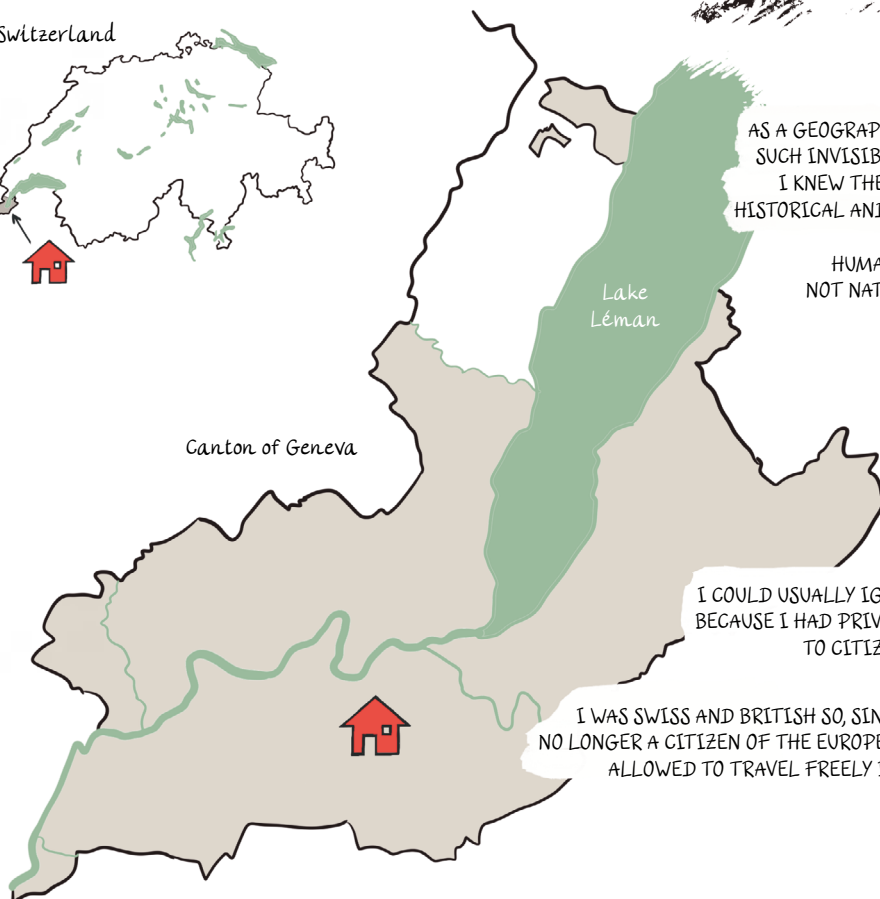 Switzerland
AS A GEOGRAP
SUCH INVISIB
I KNEW THE
HISTORICAL AN
HUMA
NOT NAT
Lake
Léman
Canton of Geneva
I COULD USUALLY IG
BECAUSE I HAD PRIV
TO CITIZ
I WAS SWISS AND BRITISH SO, SIN
NO LONGER A CITIZEN OF THE EUROPE
ALLOWED TO TRAVEL FREELY